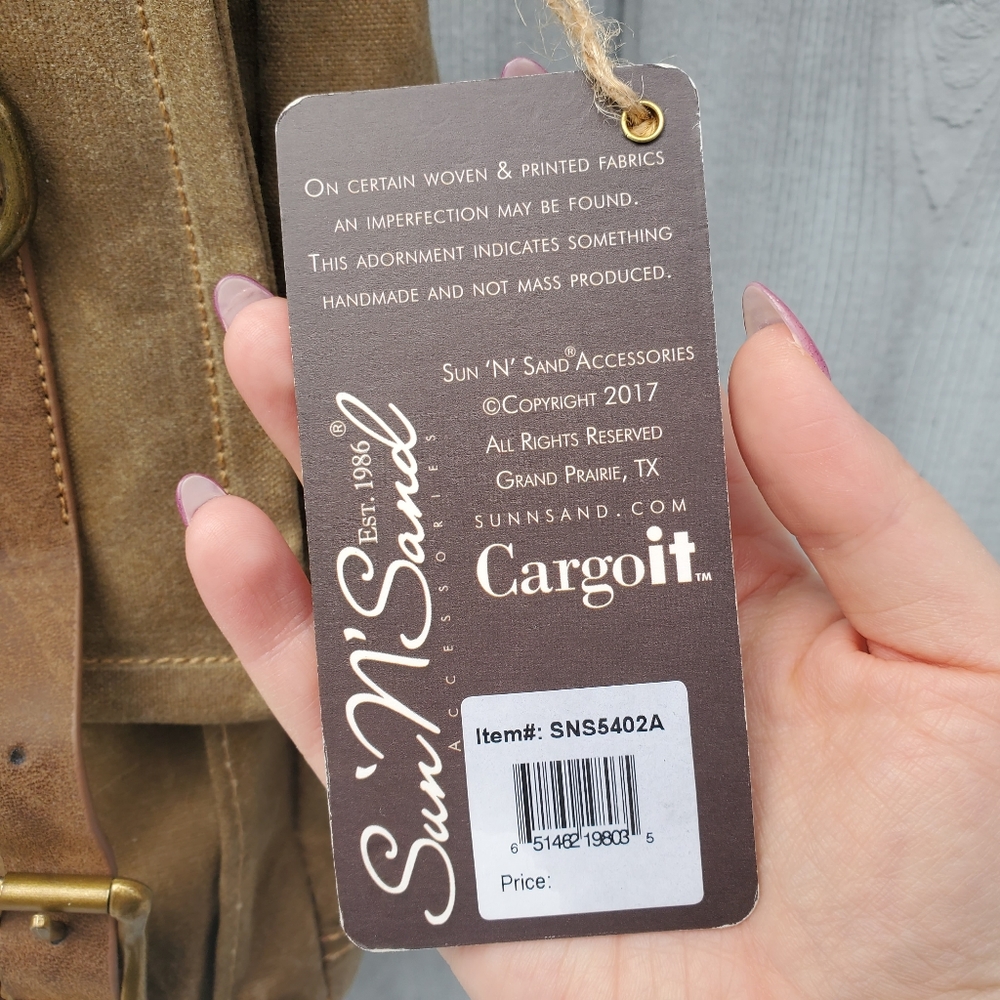 On certain woven & printed fabrics
an imperfection may be found.
This adornment indicates something
handmade and not mass produced.
Sun 'N' Sand® Accessories
©Copyright 2017
All Rights Reserved
Grand Prairie, TX
SUNNSAND.COM
Cargoit™
Est. 1986®
Sun 'N' Sand
ACCESSORIES
Item#: SNS5402A
6 51462 19803 5
Price: